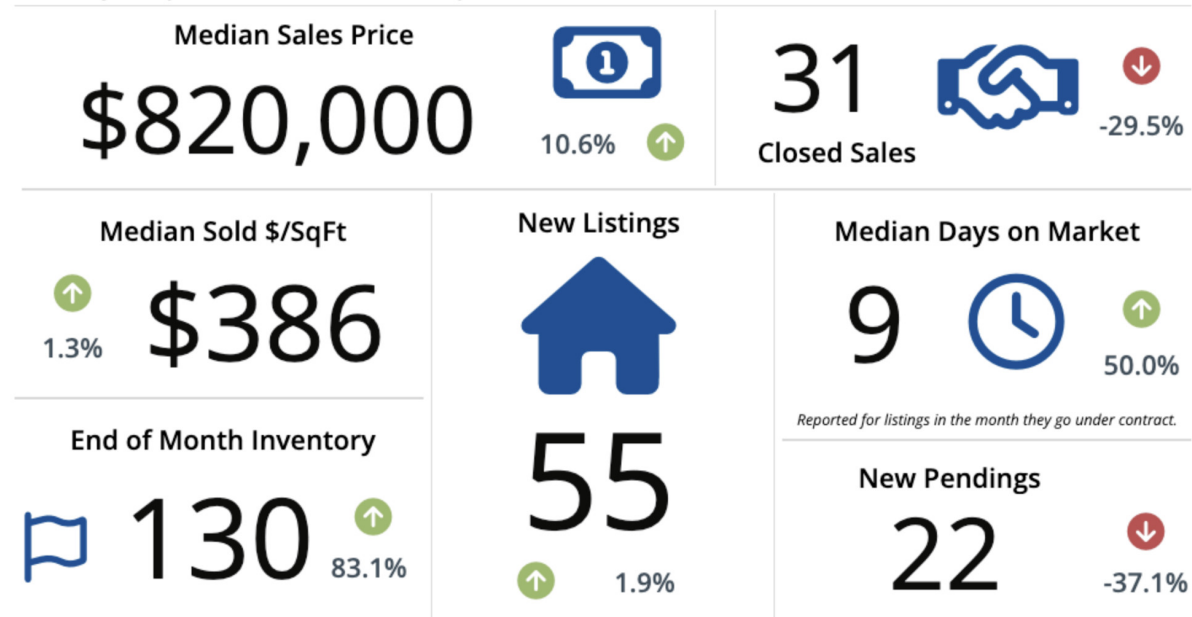 Median Sales Price
$820,000
1
10.6%
31
Closed Sales
-29.5%
Median Sold $/SqFt
$386
1.3%
New Listings
55
1.9%
Median Days on Market
9
50.0%
Reported for listings in the month they go under contract.
End of Month Inventory
130
83.1%
New Pendings
22
-37.1%